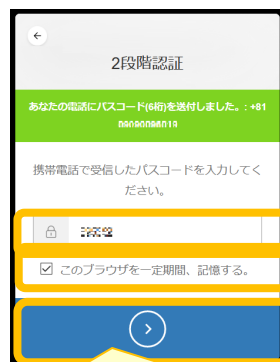 2段階認証
あなたの電話にパスコード(6桁)を送付しました。: +81
携帯電話で受信したパスコードを入力してく
ださい。
このブラウザを一定期間、記憶する。